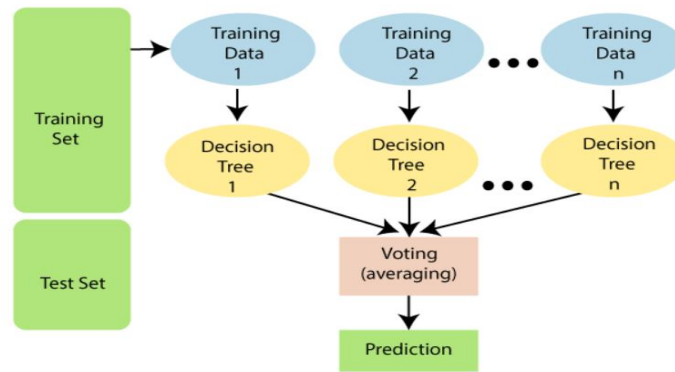 Training
Set
Test Set
Training
Data
1
Training
Data
2
Training
Data
n
Decision
Tree
1
Decision
Tree
2
Decision
Tree
n
Voting
(averaging)
Prediction